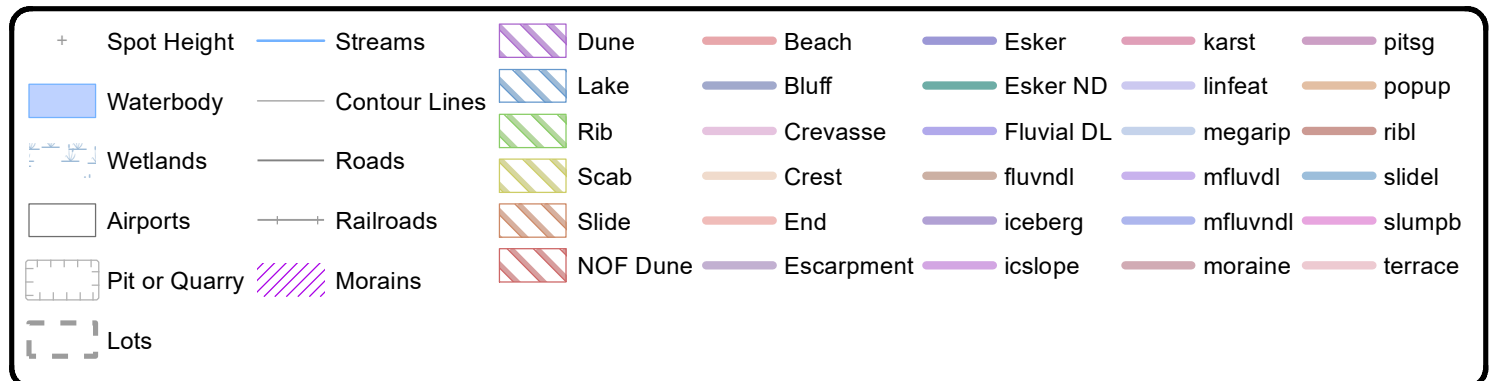 Spot Height
Waterbody
Wetlands
Airports
Pit or Quarry
Lots
Streams
Contour Lines
Roads
Railroads
Morains
Dune
Lake
Rib
Scab
Slide
NOF Dune
Beach
Bluff
Crevasse
Crest
End
Escarpment
Esker
Esker ND
Fluvial DL
fluvndl
iceberg
icslope
karst
linfeat
megarip
mfluvdl
mfluvndl
moraine
pitsg
popup
ribl
slidel
slumpb
terrace